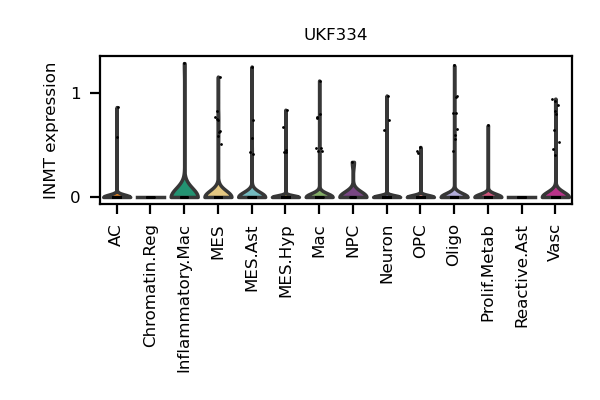 UKF334
INMT expression
1
0
AC
Chromatin.Reg
Inflammatory.Mac
MES
MES.Ast
MES.Hyp
Mac
NPC
Neuron
OPC
Oligo
Prolif.Metab
Reactive.Ast
Vasc